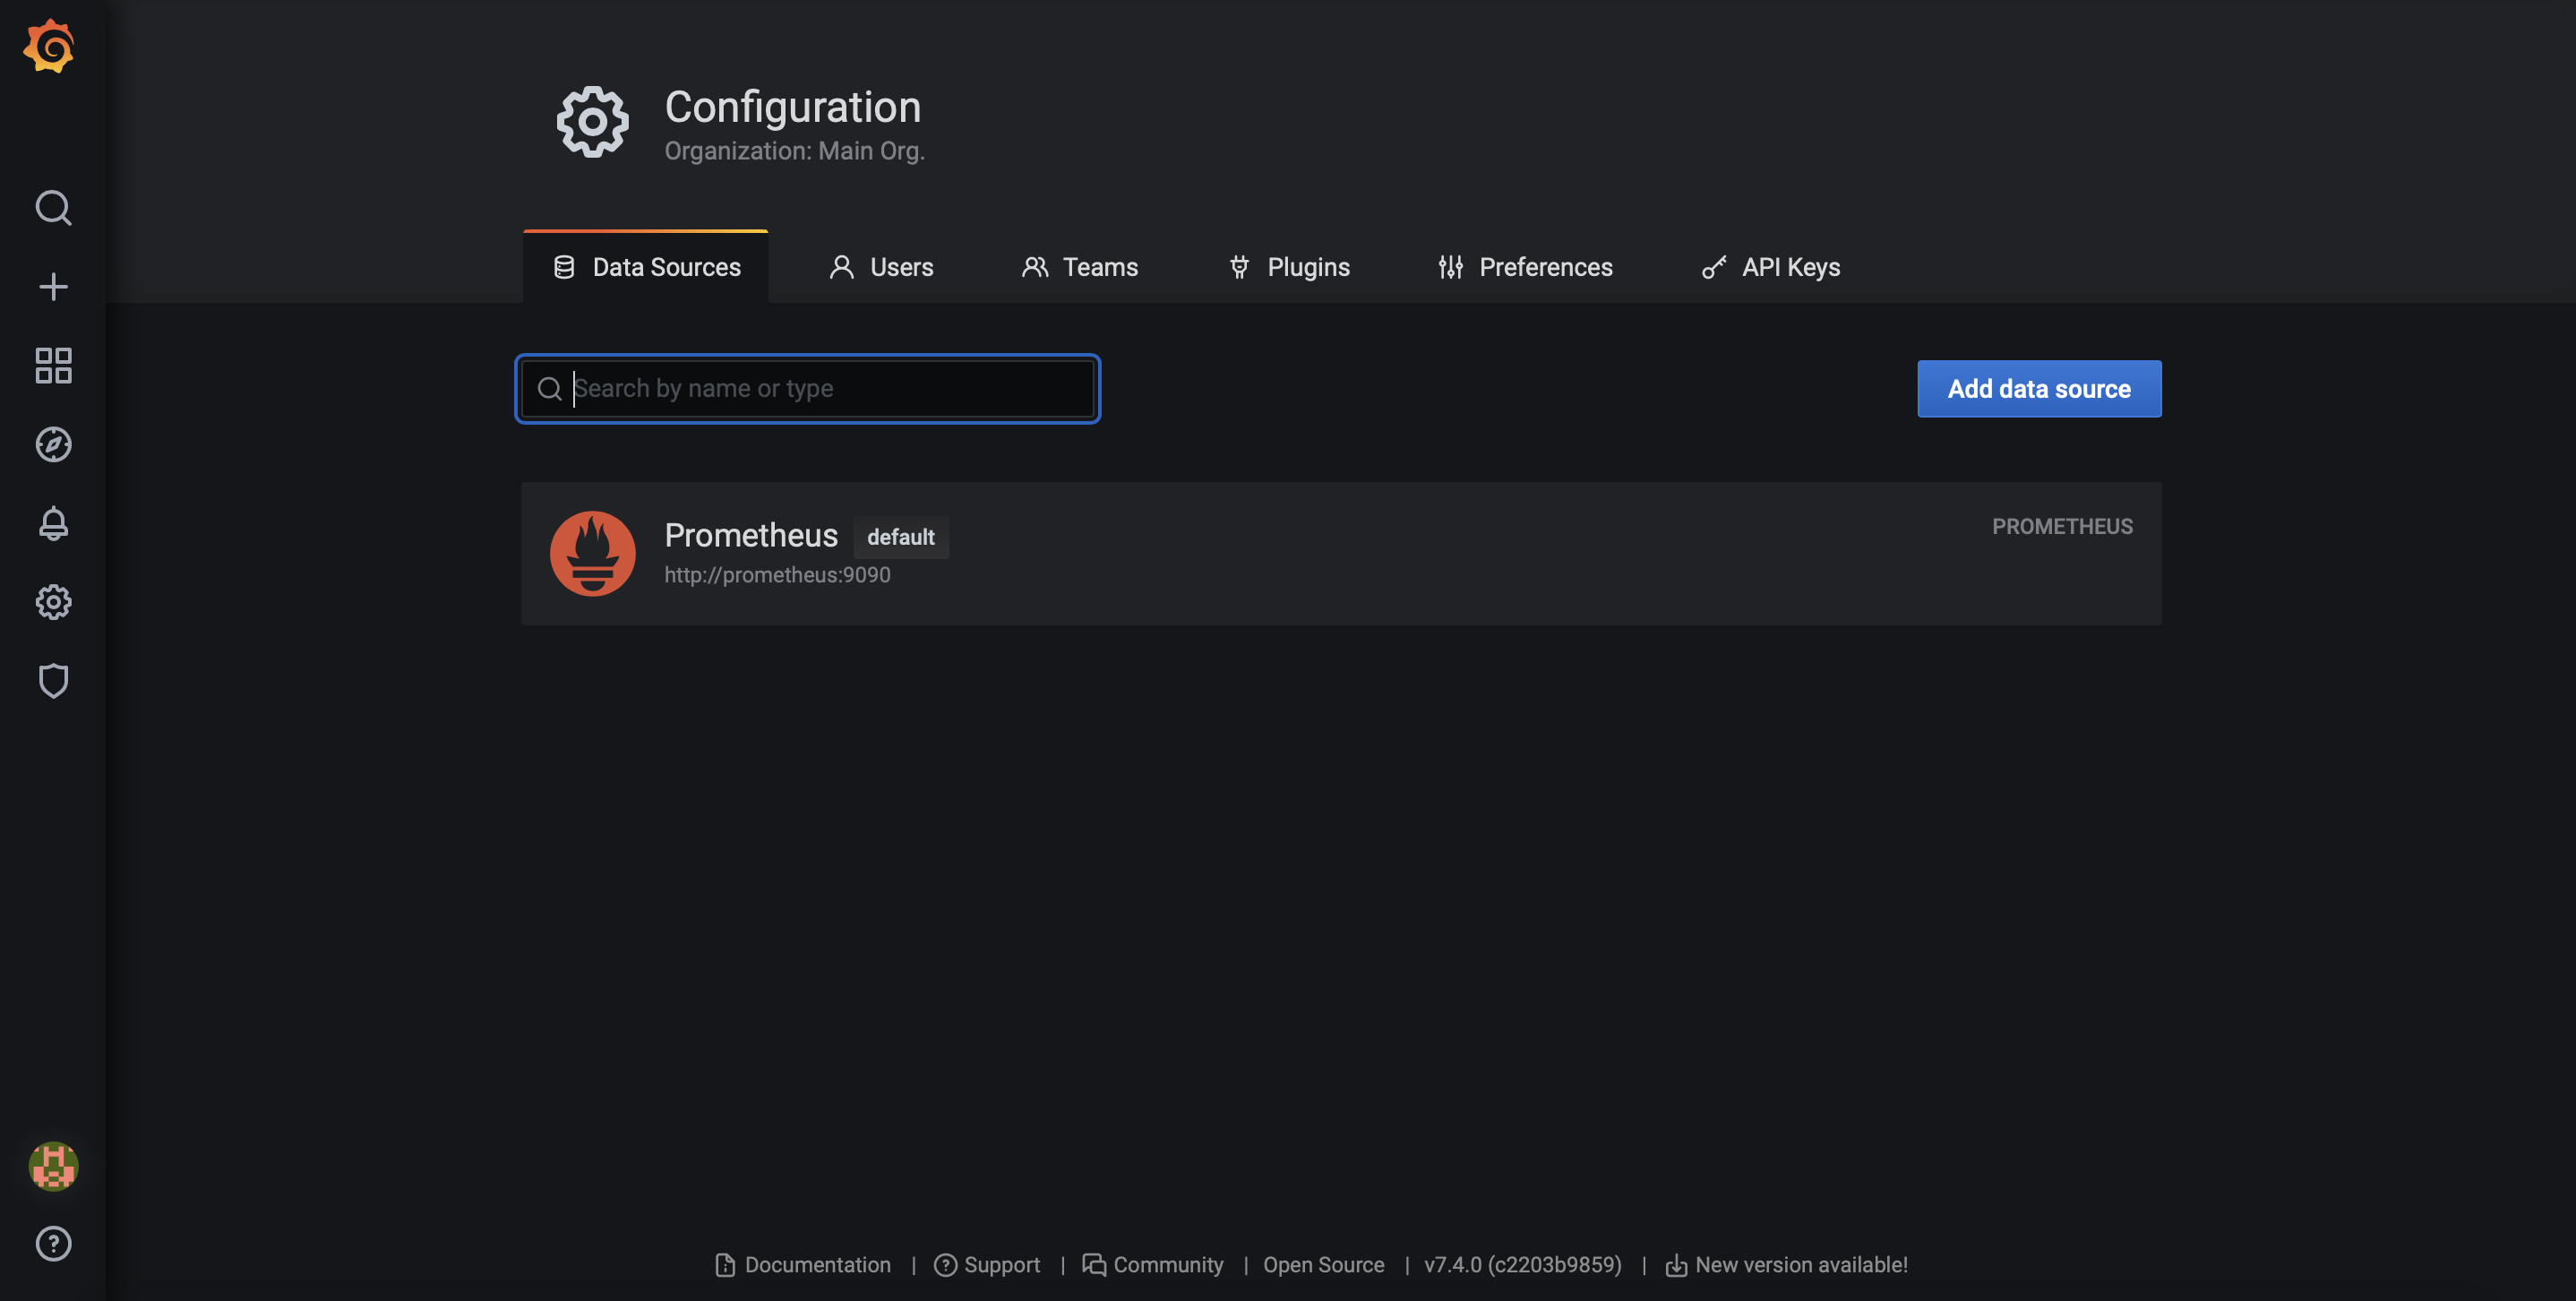 Configuration
Organization: Main Org.
Data Sources
Users
Teams
Plugins
Preferences
API Keys
Search by name or type
Add data source
Prometheus default
PROMETHEUS
http://prometheus:9090
Documentation | Support | Community | Open Source | v7.4.0 (c2203b9859) | New version available!